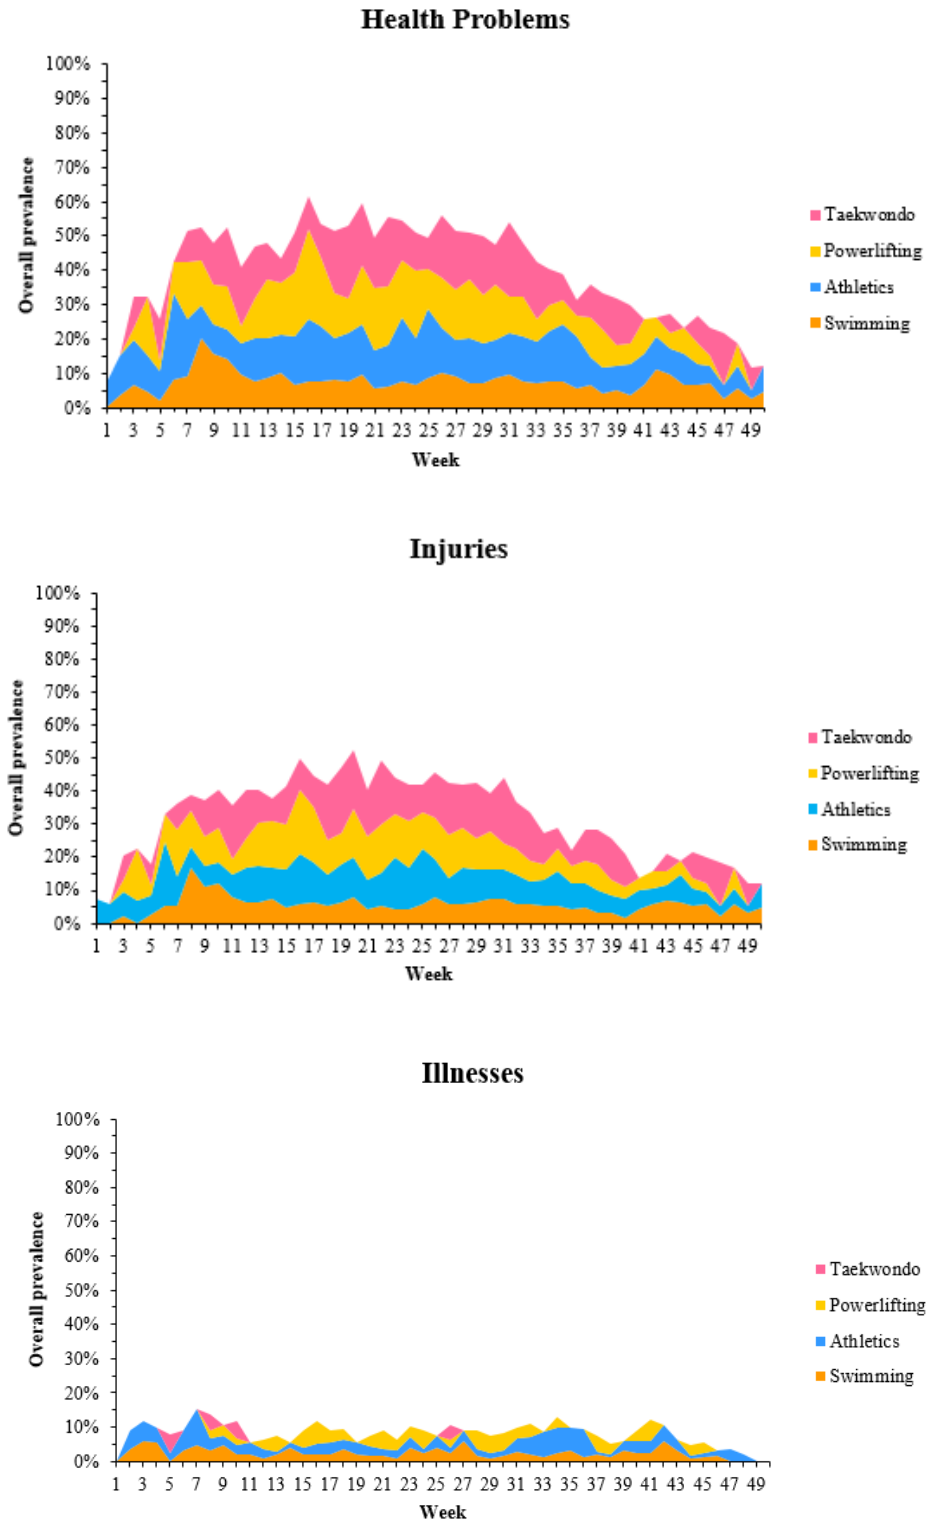 Health Problems
100%
90%
80%
70%
60%
50%
40%
30%
20%
10%
0%
Overall prevalence
1 3 5 7 9 11 13 15 17 19 21 23 25 27 29 31 33 35 37 39 41 43 45 47 49
Week
Taekwondo
Powerlifting
Athletics
Swimming
Injuries
100%
90%
80%
70%
60%
50%
40%
30%
20%
10%
0%
Overall prevalence
1 3 5 7 9 11 13 15 17 19 21 23 25 27 29 31 33 35 37 39 41 43 45 47 49
Week
Taekwondo
Powerlifting
Athletics
Swimming
Illnesses
100%
90%
80%
70%
60%
50%
40%
30%
20%
10%
0%
Overall prevalence
1 3 5 7 9 11 13 15 17 19 21 23 25 27 29 31 33 35 37 39 41 43 45 47 49
Week
Taekwondo
Powerlifting
Athletics
Swimming